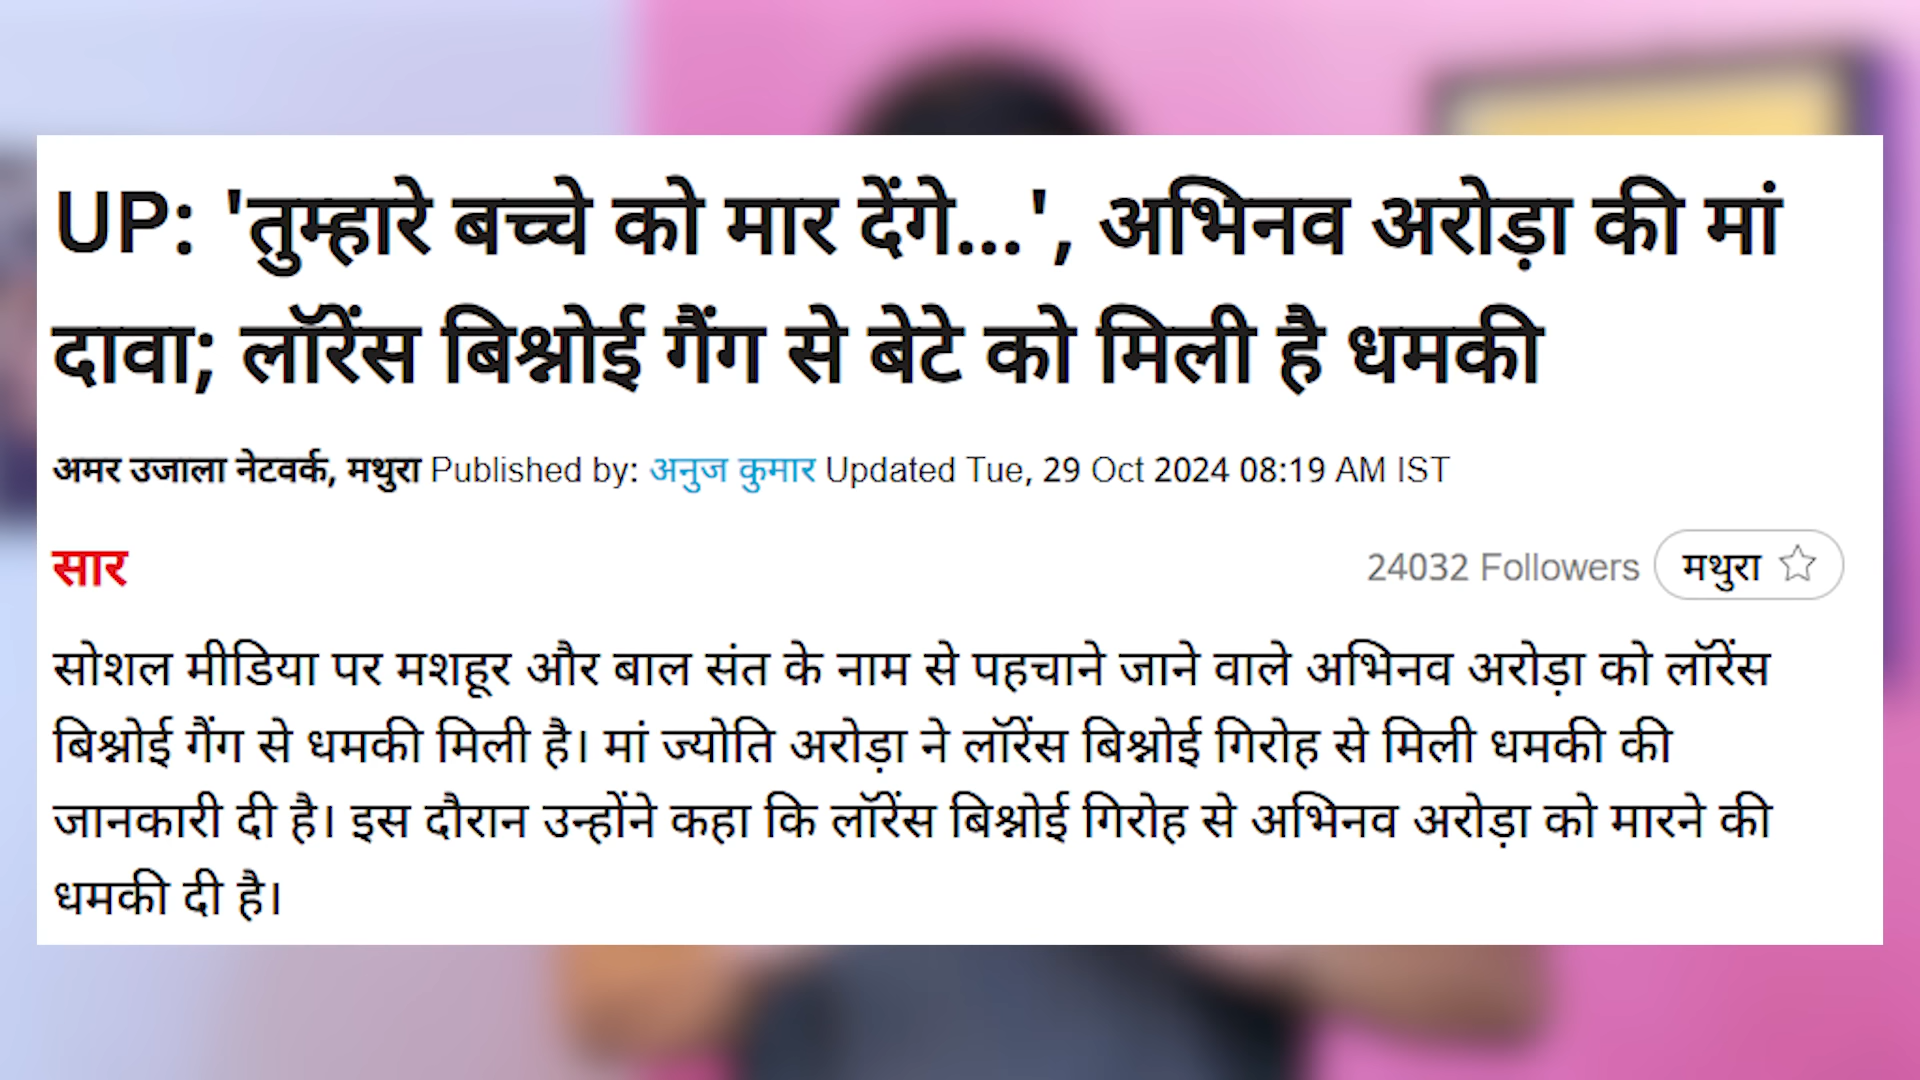 UP: 'तुम्हारे बच्चे को मार देंगे...', अभिनव अरोड़ा की मां
दावा; लॉरेंस बिश्नोई गैंग से बेटे को मिली है धमकी
अमर उजाला नेटवर्क, मथुरा Published by: अनुज कुमार Updated Tue, 29 Oct 2024 08:19 AM IST
सार
24032 Followers मथुरा
सोशल मीडिया पर मशहूर और बाल संत के नाम से पहचाने जाने वाले अभिनव अरोड़ा को लॉरेंस
बिश्नोई गैंग से धमकी मिली है। मां ज्योति अरोड़ा ने लॉरेंस बिश्नोई गिरोह से मिली धमकी की
जानकारी दी है। इस दौरान उन्होंने कहा कि लॉरेंस बिश्नोई गिरोह से अभिनव अरोड़ा को मारने की
धमकी दी है।